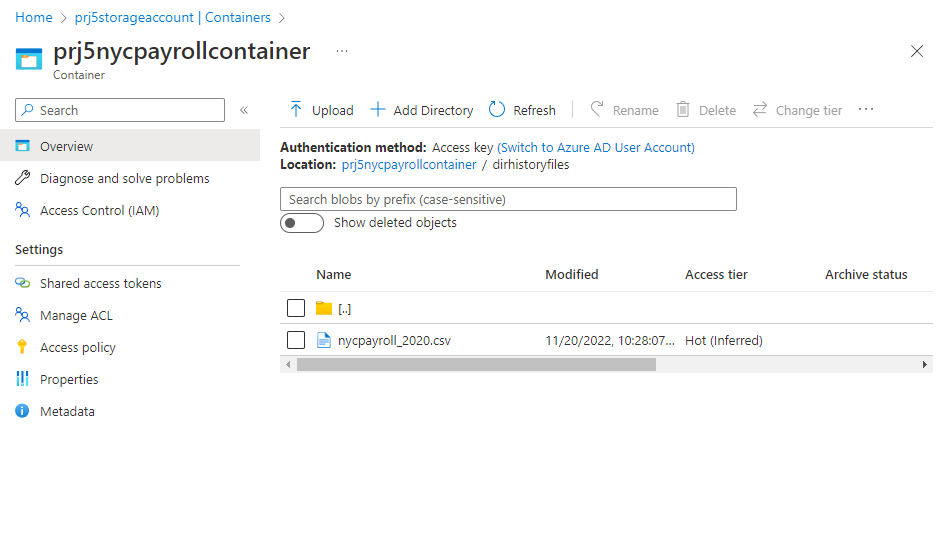 Home > prj5storageaccount | Containers >
prj5nycpayrollcontainer ...
Container
Search «
Upload Add Directory Refresh Rename Delete Change tier ...
Overview
Diagnose and solve problems
Access Control (IAM)
Settings
Shared access tokens
Manage ACL
Access policy
Properties
Metadata
Authentication method: Access key (Switch to Azure AD User Account)
Location: prj5nycpayrollcontainer / dirhistoryfiles
Search blobs by prefix (case-sensitive)
Show deleted objects
Name Modified Access tier Archive status
[..]
nycpayroll_2020.csv 11/20/2022, 10:28:07... Hot (Inferred)